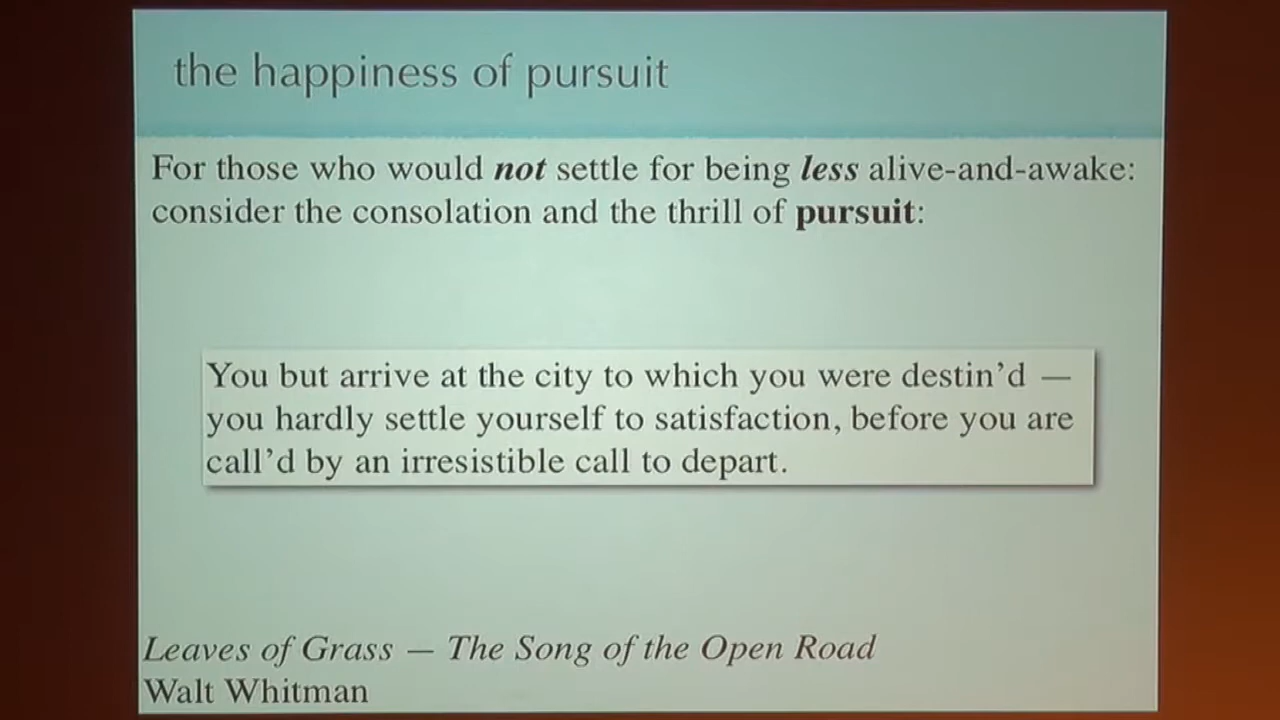 the happiness of pursuit
For those who would not settle for being less alive-and-awake:
consider the consolation and the thrill of pursuit:
You but arrive at the city to which you were destin’d —
you hardly settle yourself to satisfaction, before you are
call’d by an irresistible call to depart.
Leaves of Grass — The Song of the Open Road
Walt Whitman